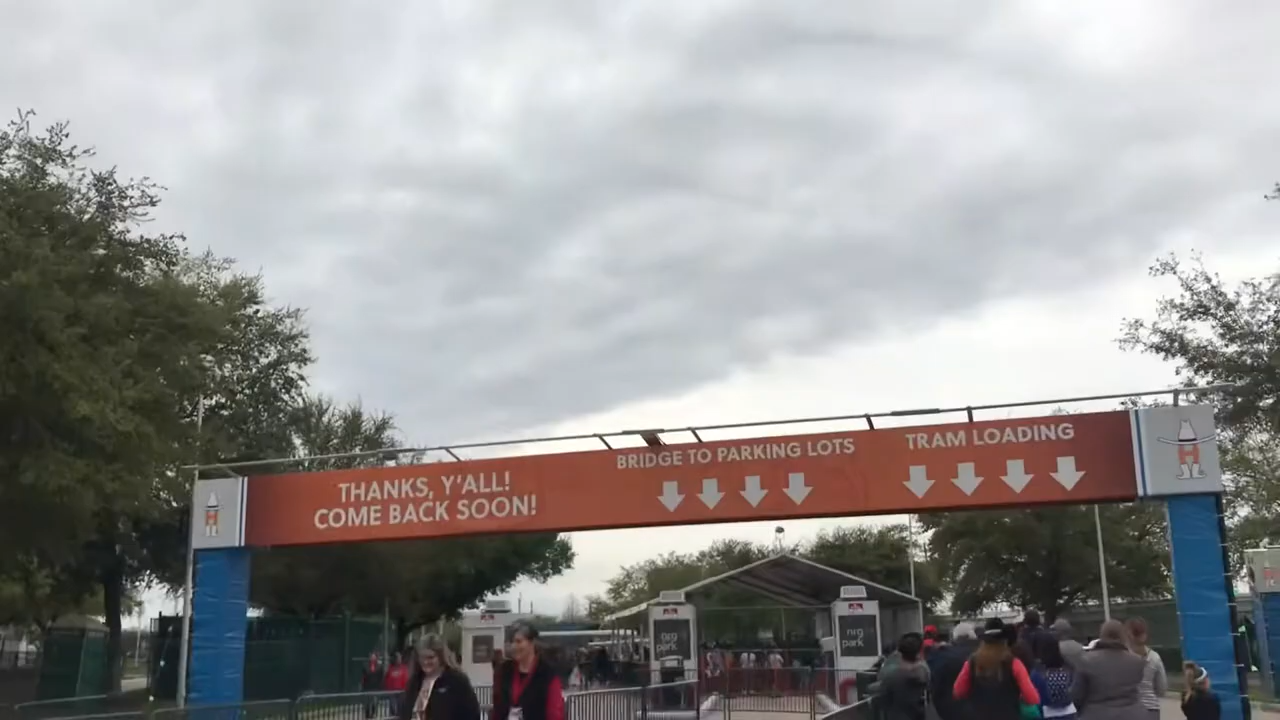 THANKS, Y'ALL!
COME BACK SOON!
BRIDGE TO PARKING LOTS
TRAM LOADING
nrg
park
nrg
park